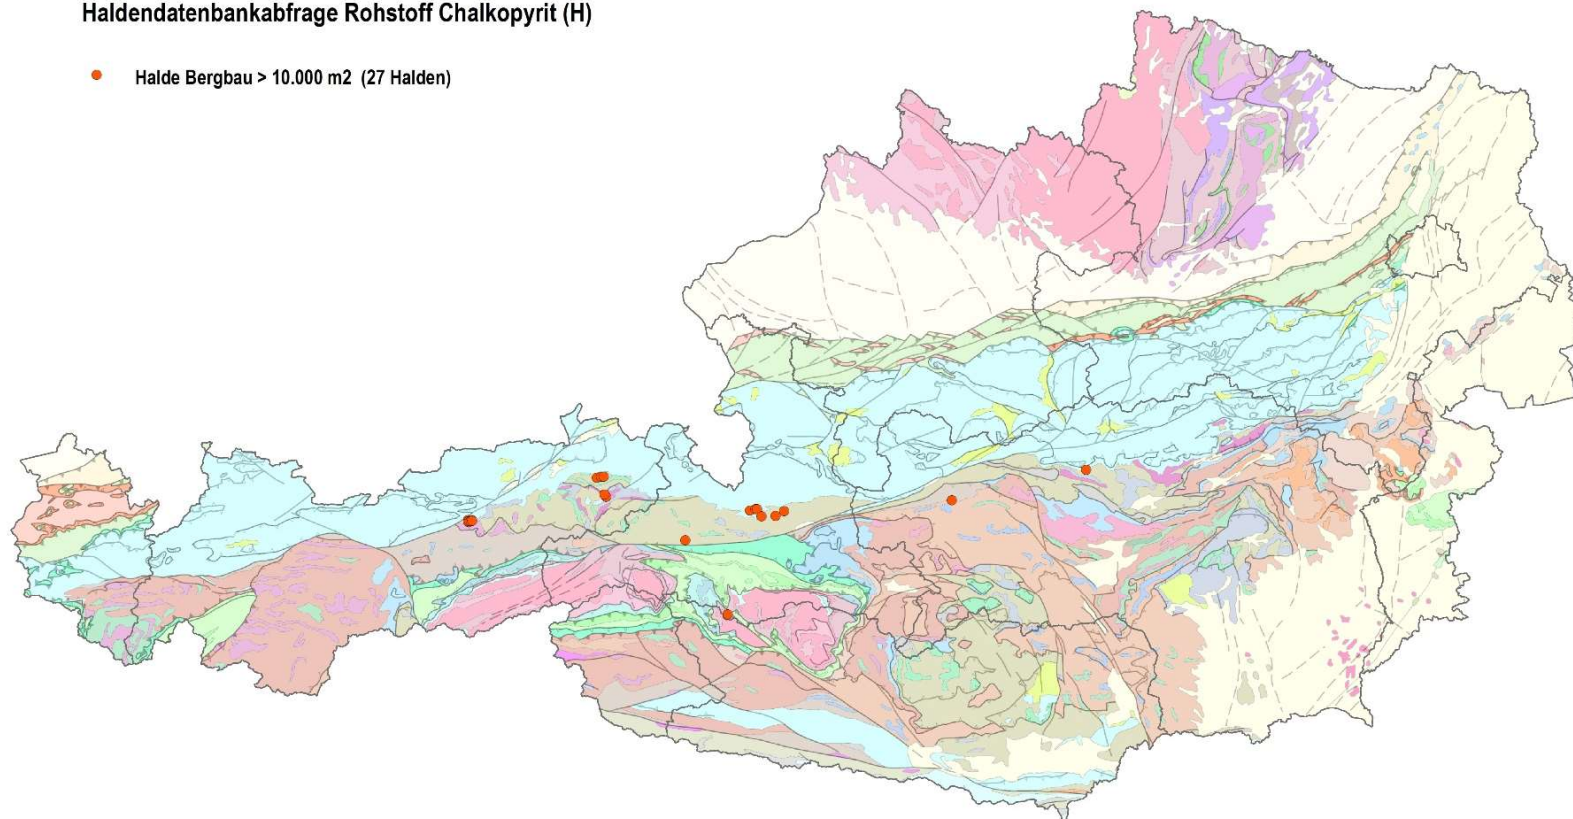 Haldendatenbankabfrage Rohstoff Chalkopyrit (H)
Halde Bergbau > 10.000 m2 (27 Halden)